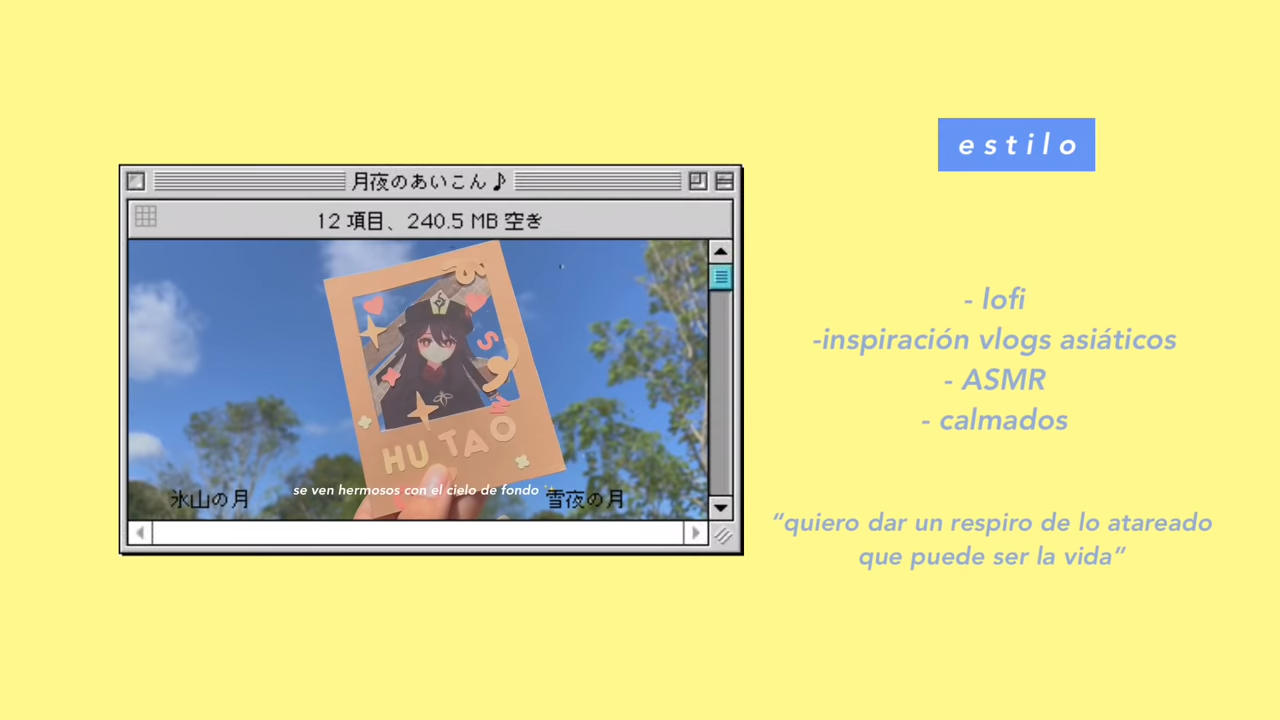 estilo
月夜のあいこん♪
12 項目、240.5 MB 空き
HU TAO
se ven hermosos con el cielo de fondo
氷山の月
雪夜の月
- lofi
-inspiración vlogs asiáticos
- ASMR
- calmados
“quiero dar un respiro de lo atareado
que puede ser la vida”